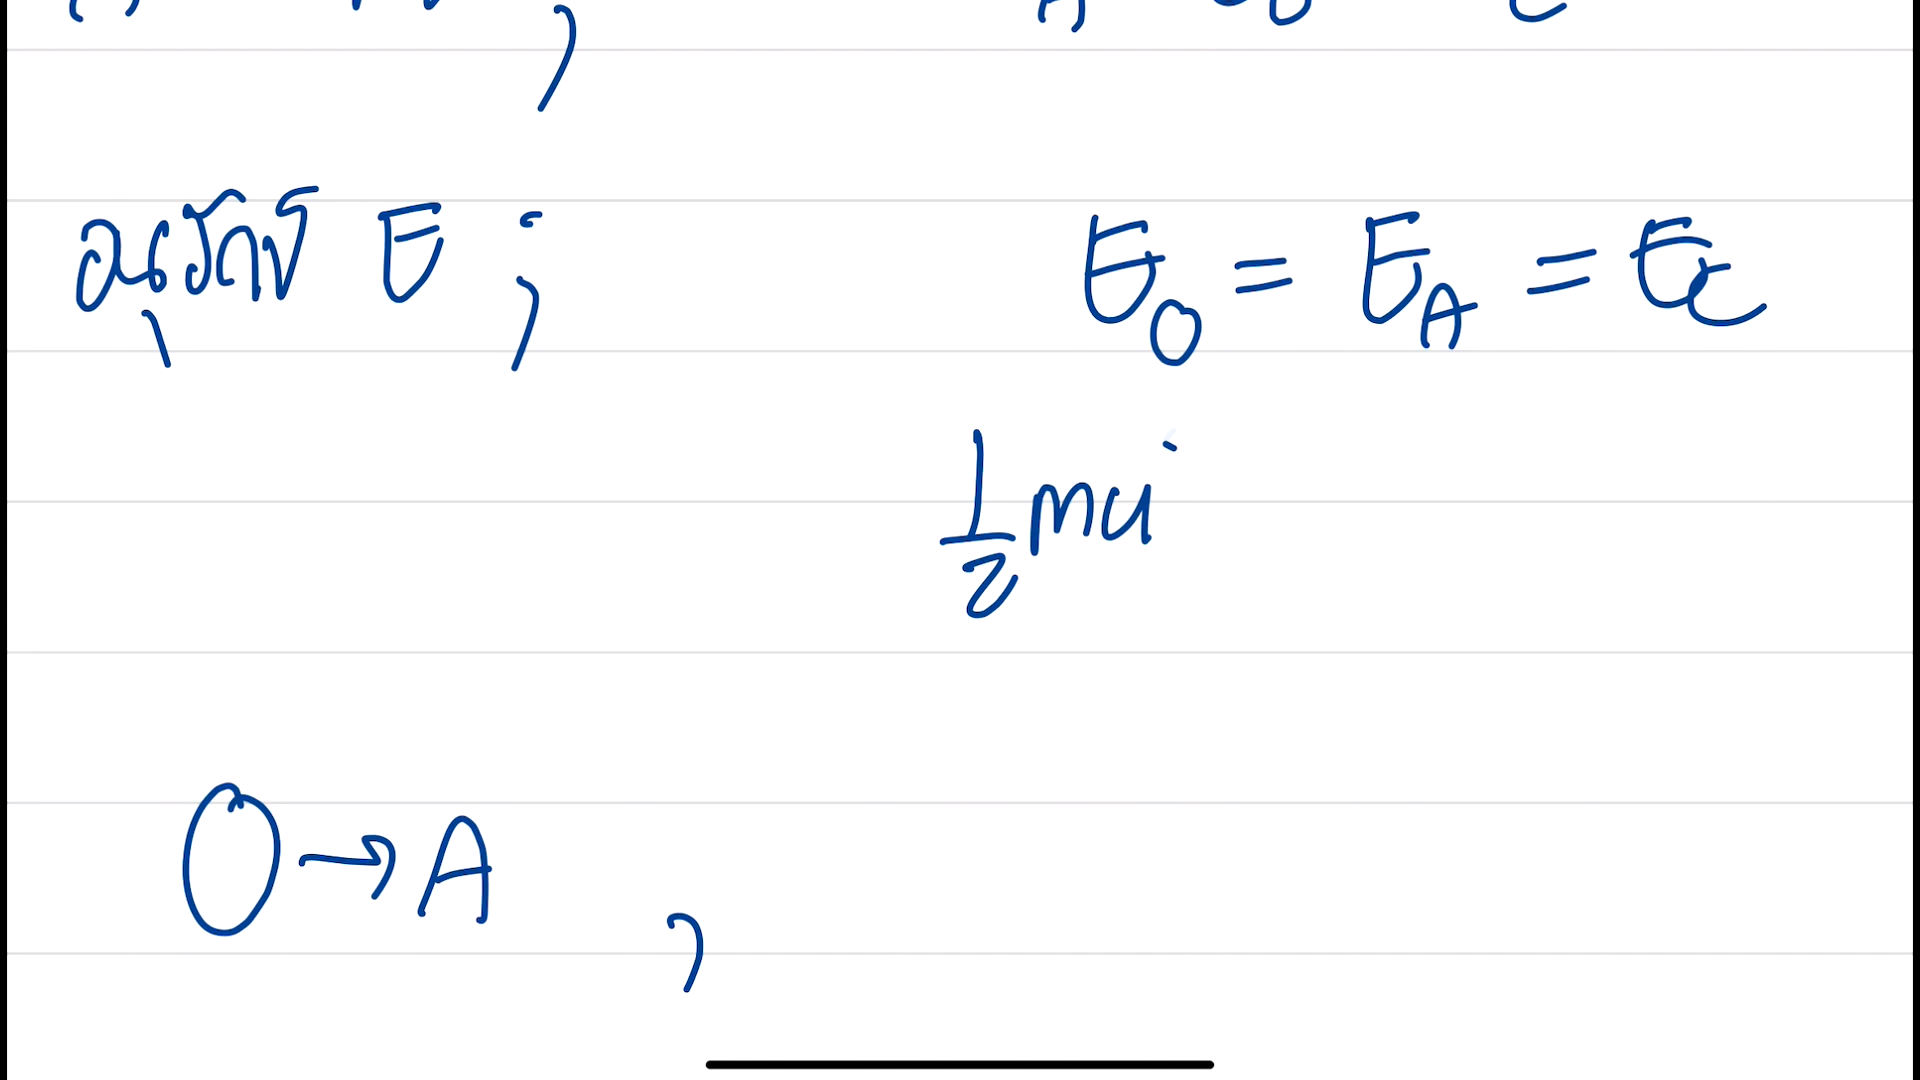 อนุรักษ์ E ; E_O = E_A = E_C
1/2 mu
O → A ,